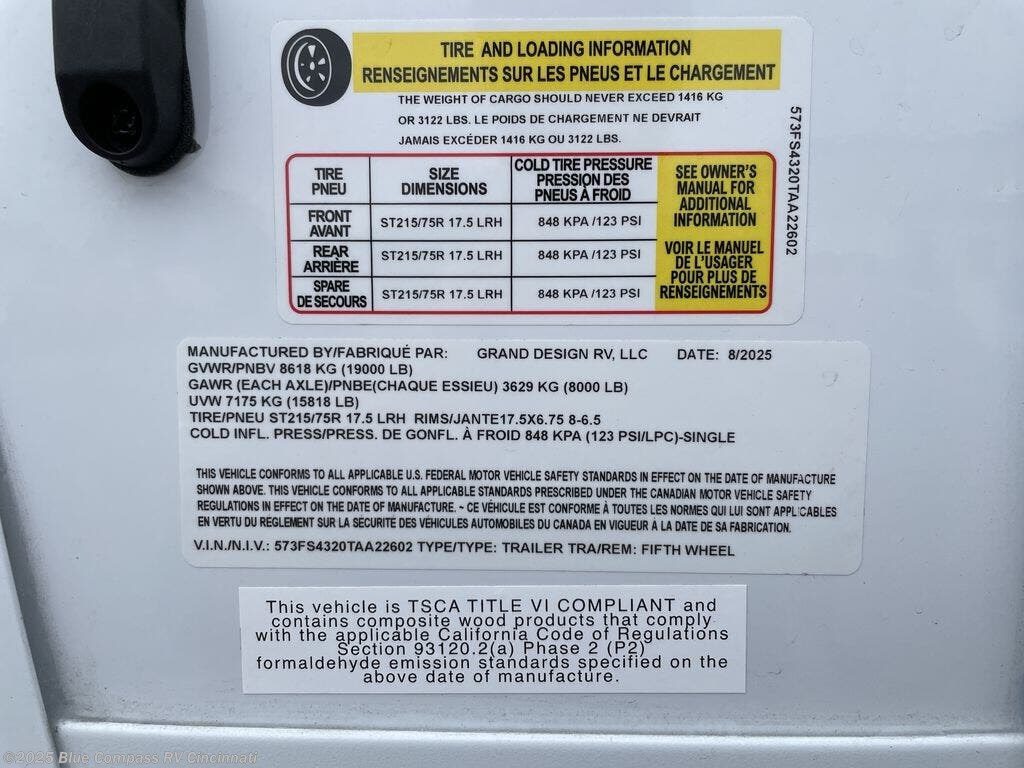 TIRE AND LOADING INFORMATION
RENSEIGNEMENTS SUR LES PNEUS ET LE CHARGEMENT
THE WEIGHT OF CARGO SHOULD NEVER EXCEED 1416 KG
OR 3122 LBS. LE POIDS DE CHARGEMENT NE DEVRAIT
JAMAIS EXCÉDER 1416 KG OU 3122 LBS.
TIRE
PNEU
SIZE
DIMENSIONS
COLD TIRE PRESSURE
PRESSION DES
PNEUS À FROID
FRONT
AVANT
ST215/75R 17.5 LRH
848 KPA /123 PSI
REAR
ARRIÈRE
ST215/75R 17.5 LRH
848 KPA /123 PSI
SPARE
DE SECOURS
ST215/75R 17.5 LRH
848 KPA /123 PSI
SEE OWNER'S
MANUAL FOR
ADDITIONAL
INFORMATION
VOIR LE MANUEL
DE L'USAGER
POUR PLUS DE
RENSEIGNEMENTS
573FS4320TAA22602
MANUFACTURED BY/FABRIQUÉ PAR: GRAND DESIGN RV, LLC DATE: 8/2025
GVWR/PNBV 8618 KG (19000 LB)
GAWR (EACH AXLE)/PNBE(CHAQUE ESSIEU) 3629 KG (8000 LB)
UVW 7175 KG (15818 LB)
TIRE/PNEU ST215/75R 17.5 LRH RIMS/JANTE17.5X6.75 8-6.5
COLD INFL. PRESS/PRESS. DE GONFL. À FROID 848 KPA (123 PSI/LPC)-SINGLE
THIS VEHICLE CONFORMS TO ALL APPLICABLE U.S. FEDERAL MOTOR VEHICLE SAFETY STANDARDS IN EFFECT ON THE DATE OF MANUFACTURE
SHOWN ABOVE. THIS VEHICLE CONFORMS TO ALL APPLICABLE STANDARDS PRESCRIBED UNDER THE CANADIAN MOTOR VEHICLE SAFETY
REGULATIONS IN EFFECT ON THE DATE OF MANUFACTURE. ~ CE VÉHICULE EST CONFORME À TOUTES LES NORMES QUI LUI SONT APPLICABLES
EN VERTU DU REGLEMENT SUR LA SÉCURITÉ DES VÉHICULES AUTOMOBILES DU CANADA EN VIGUEUR À LA DATE DE SA FABRICATION.
V.I.N./N.I.V.: 573FS4320TAA22602 TYPE/TYPE: TRAILER TRA/REM: FIFTH WHEEL
This vehicle is TSCA TITLE VI COMPLIANT and
contains composite wood products that comply
with the applicable California Code of Regulations
Section 93120.2(a) Phase 2 (P2)
formaldehyde emission standards specified on the
above date of manufacture.
©2025 Blue Compass RV Cincinnati